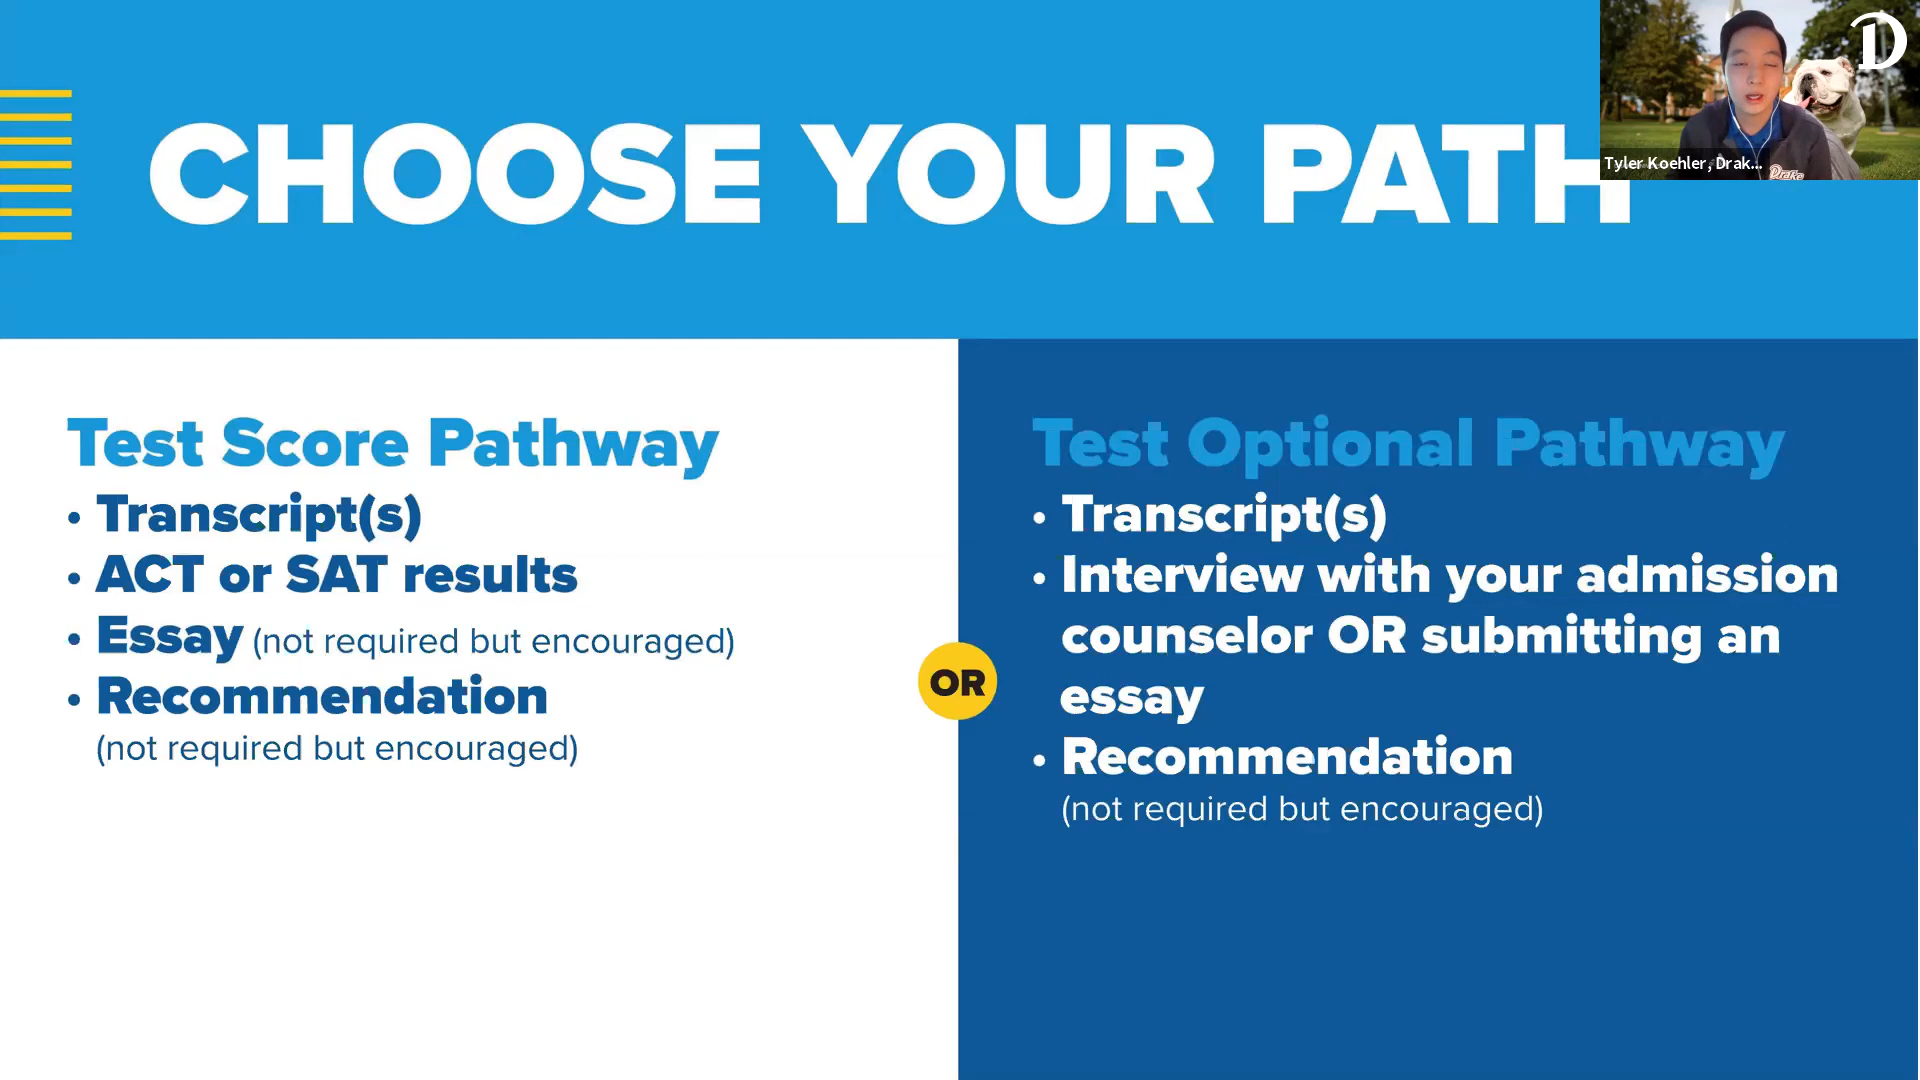 CHOOSE YOUR PATH
D
Tyler Koehler, Drak...
Drake
Test Score Pathway
• Transcript(s)
• ACT or SAT results
• Essay (not required but encouraged)
• Recommendation
(not required but encouraged)
OR
Test Optional Pathway
• Transcript(s)
• Interview with your admission
counselor OR submitting an
essay
• Recommendation
(not required but encouraged)